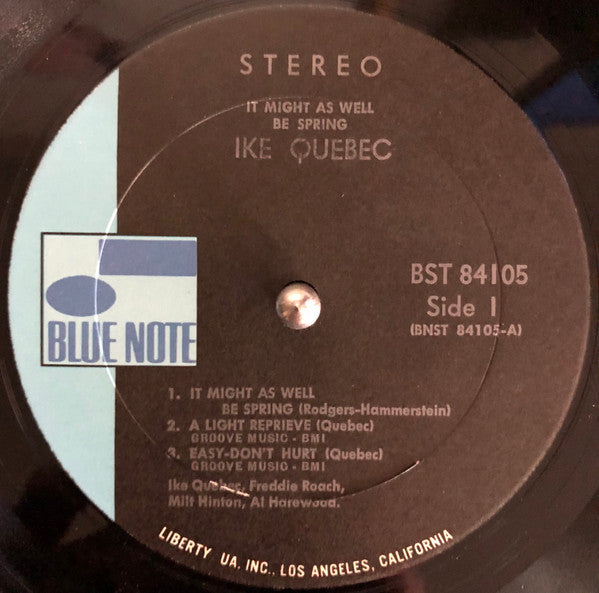 STEREO
IT MIGHT AS WELL
BE SPRING
IKE QUEBEC
BST 84105
Side 1
(BNST 84105-A)
BLUE NOTE
1. IT MIGHT AS WELL
BE SPRING (Rodgers-Hammerstein)
2. A LIGHT REPRIEVE (Quebec)
GROOVE MUSIC - BMI
3. EASY-DON'T HURT (Quebec)
GROOVE MUSIC - BMI
Ike Quebec, Freddie Roach,
Milt Hinton, Al Harewood.
LIBERTY UA, INC., LOS ANGELES, CALIFORNIA